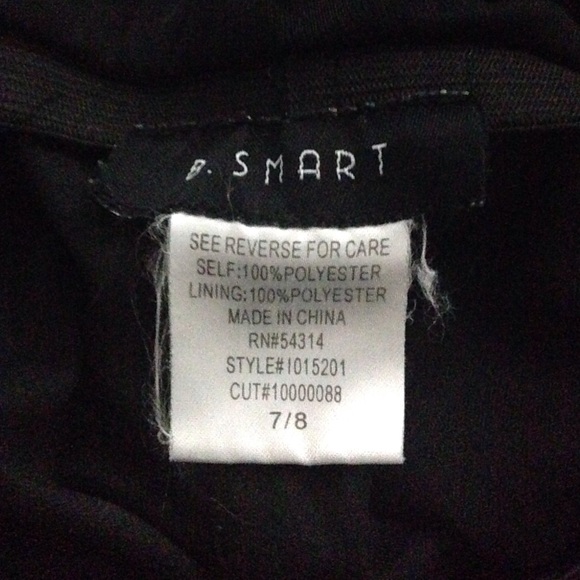 B. SMART
SEE REVERSE FOR CARE
SELF:100%POLYESTER
LINING:100%POLYESTER
MADE IN CHINA
RN#54314
STYLE#I015201
CUT#10000088
7/8